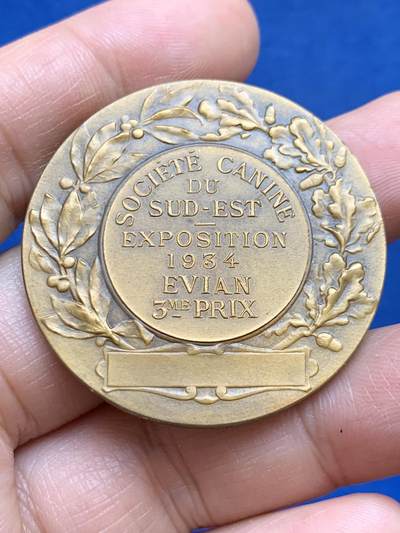 SOCIÉTÉ CANINE
DU
SUD-EST
EXPOSITION
1934
EVIAN
3ME PRIX